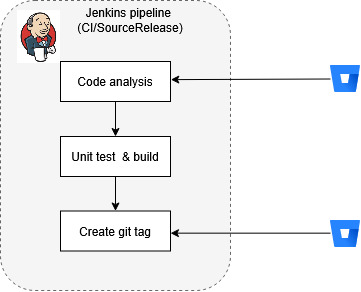 Jenkins pipeline
(CI/SourceRelease)
Code analysis
Unit test & build
Create git tag